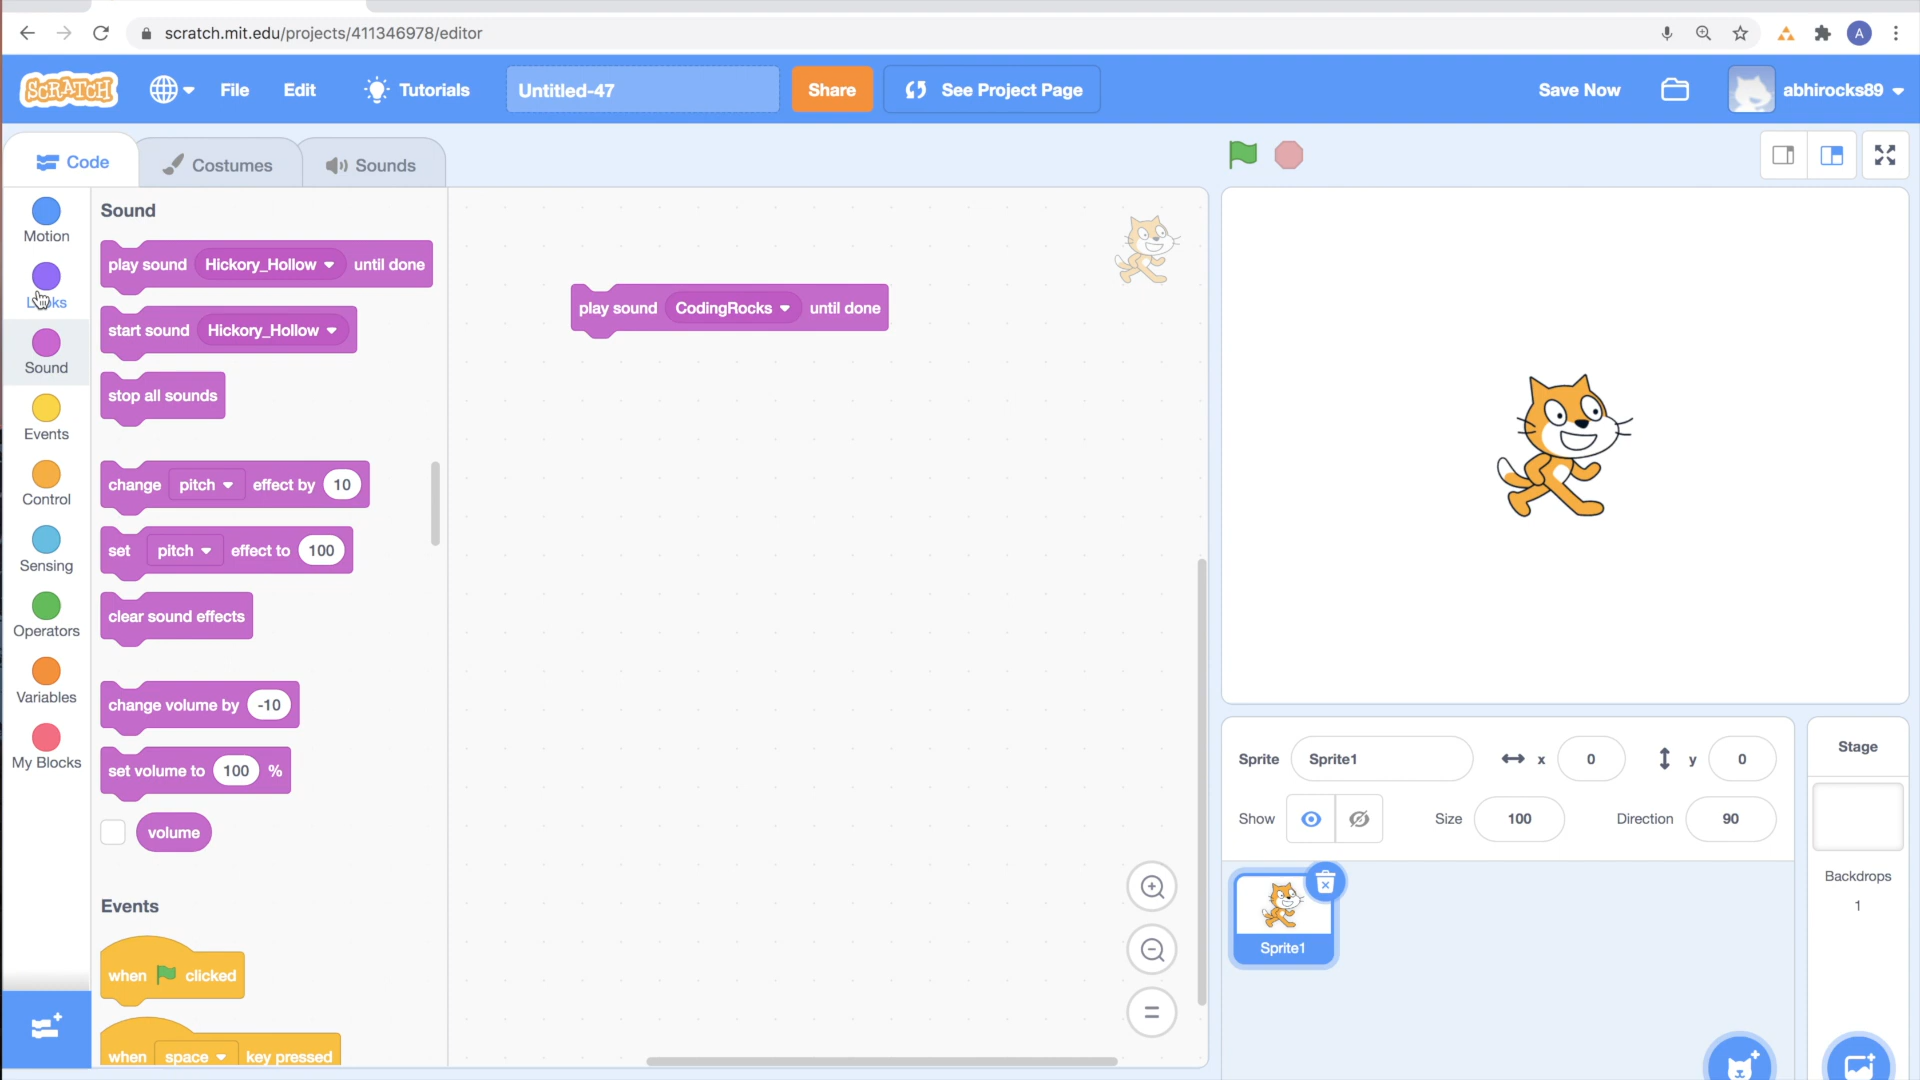 scratch.mit.edu/projects/411346978/editor
A
SCRATCH
File
Edit
Tutorials
Untitled-47
Share
See Project Page
Save Now
abhirocks89
Code
Costumes
Sounds
Motion
Looks
Sound
Events
Control
Sensing
Operators
Variables
My Blocks
Sound
play sound Hickory_Hollow until done
start sound Hickory_Hollow
stop all sounds
change pitch effect by 10
set pitch effect to 100
clear sound effects
change volume by -10
set volume to 100 %
volume
Events
when clicked
when space key pressed
play sound CodingRocks until done
Sprite Sprite1 x 0 y 0
Show Size 100 Direction 90
Sprite1
Stage
Backdrops
1